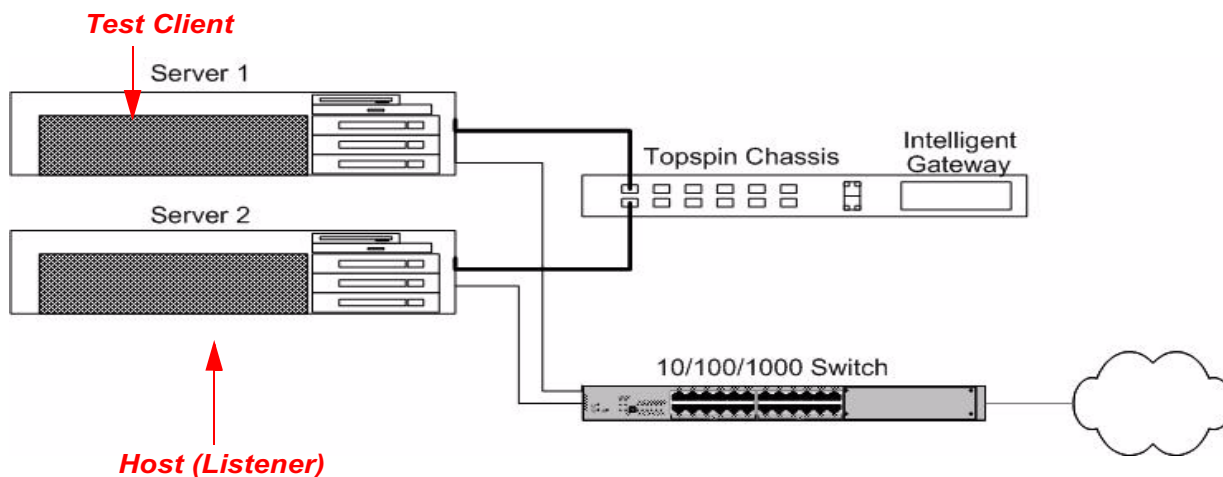 Test Client
Server 1
Topspin Chassis
Intelligent
Gateway
Server 2
10/100/1000 Switch
Host (Listener)